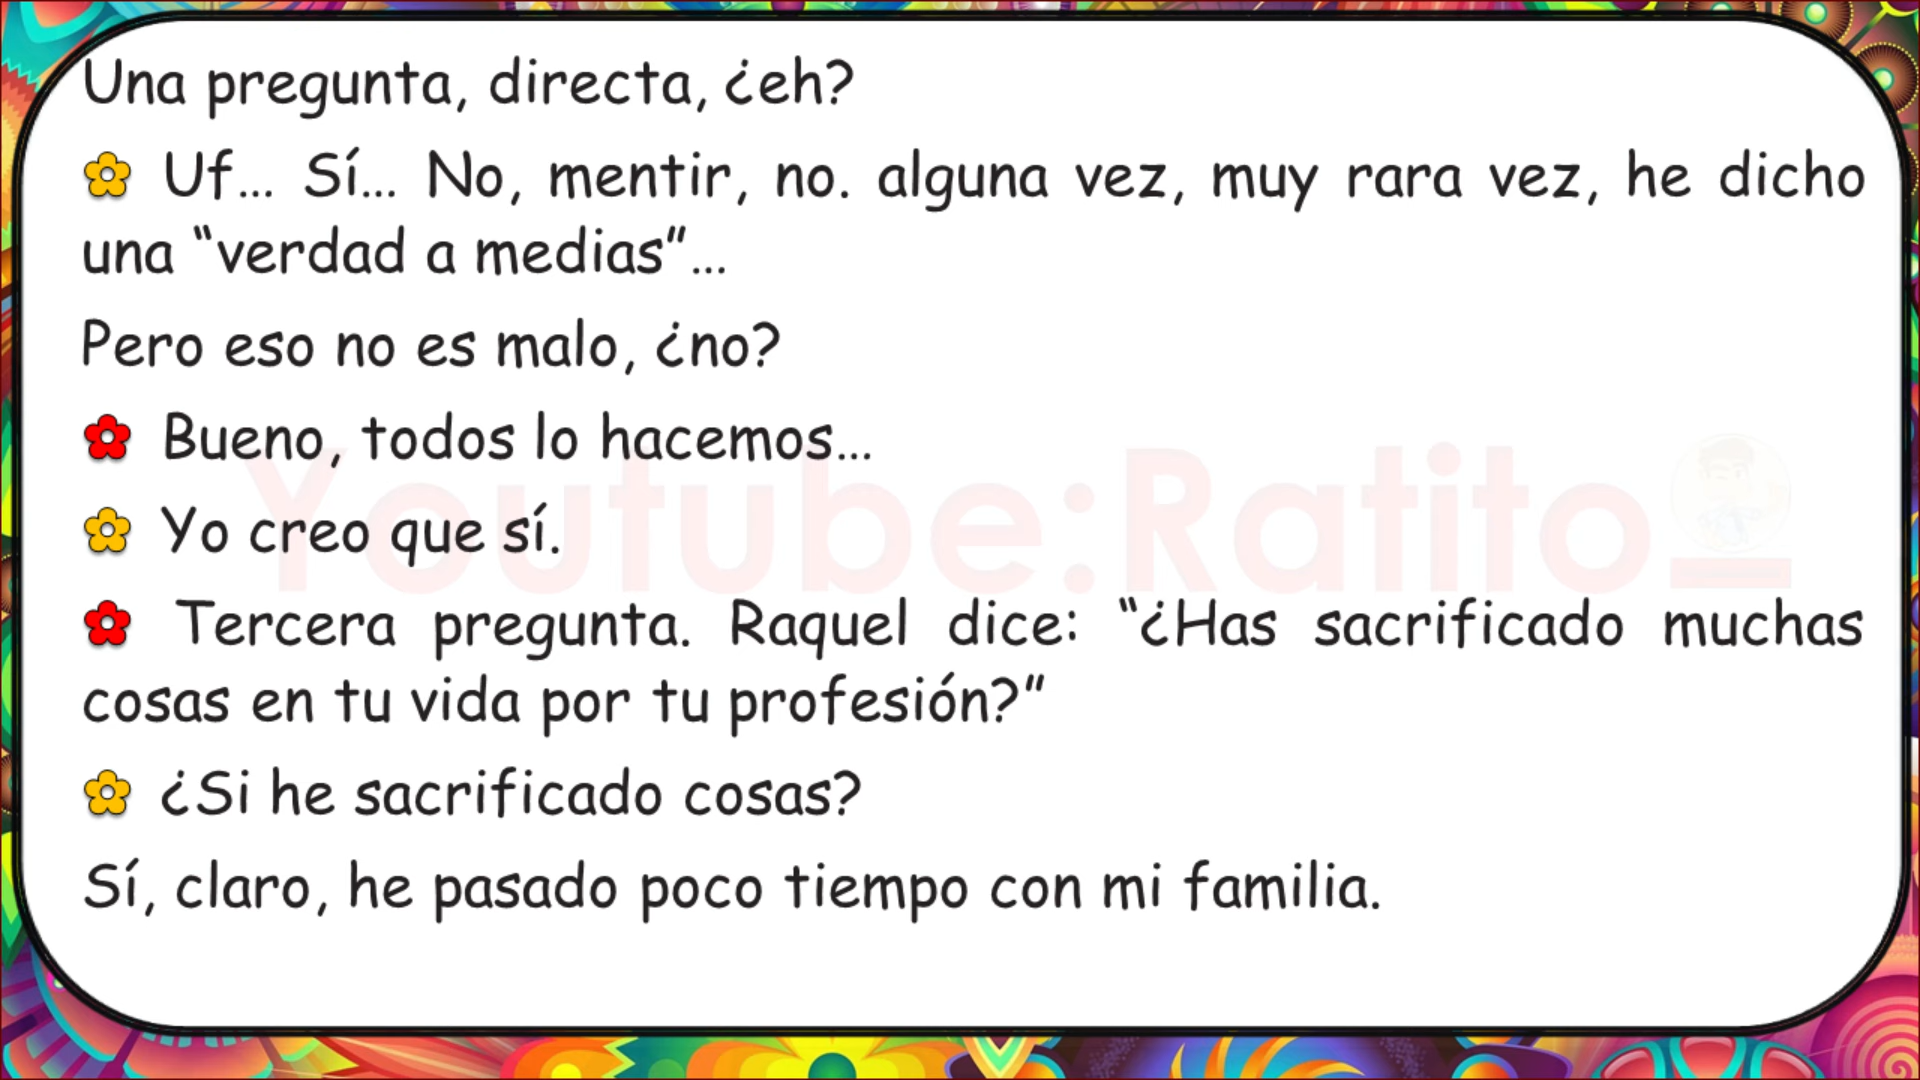 Una pregunta, directa, ¿eh?
Uf... Sí... No, mentir, no. alguna vez, muy rara vez, he dicho
una “verdad a medias”...
Pero eso no es malo, ¿no?
Bueno, todos lo hacemos...
Youtube:Ratito
Yo creo que sí.
Tercera pregunta. Raquel dice: “¿Has sacrificado muchas
cosas en tu vida por tu profesión?”
¿Si he sacrificado cosas?
Sí, claro, he pasado poco tiempo con mi familia.